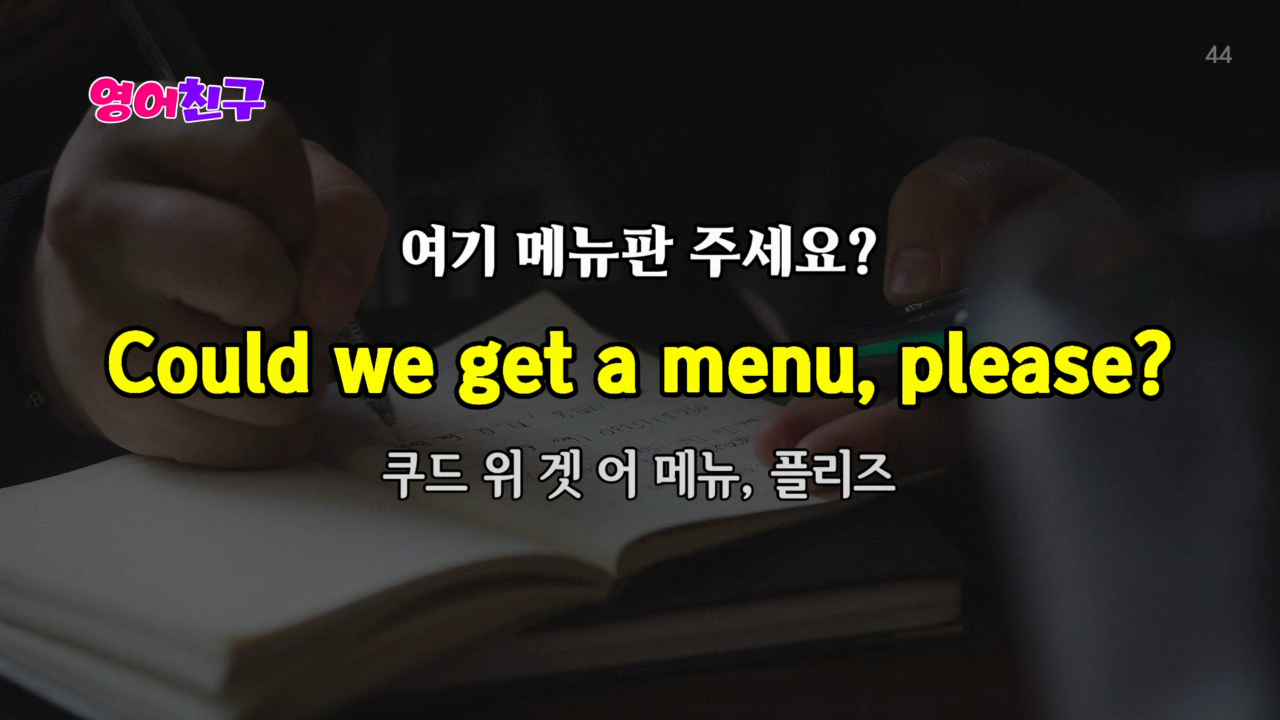 44
영어친구
여기 메뉴판 주세요?
Could we get a menu, please?
쿠드 위 겟 어 메뉴, 플리즈